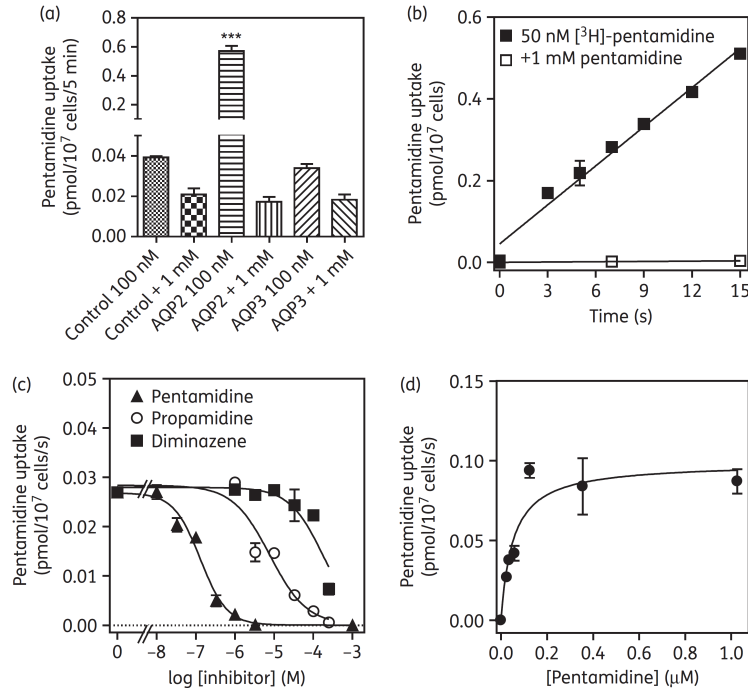 (a)
Pentamidine uptake
(pmol/10⁷ cells/5 min)
0.8
0.6
0.4
0.2
0.04
0.02
0.00
***
Control 100 nM
Control + 1 mM
AQP2 100 nM
AQP2 + 1 mM
AQP3 100 nM
AQP3 + 1 mM
(b)
Pentamidine uptake
(pmol/10⁷ cells)
0.6
0.4
0.2
0.0
50 nM [³H]-pentamidine
+1 mM pentamidine
0 3 6 9 12 15
Time (s)
(c)
Pentamidine uptake
(pmol/10⁷ cells/s)
0.05
0.04
0.03
0.02
0.01
0.00
Pentamidine
Propamidine
Diminazene
0 −8 −7 −6 −5 −4 −3
log [inhibitor] (M)
(d)
Pentamidine uptake
(pmol/10⁷ cells/s)
0.15
0.10
0.05
0.00
0.0 0.2 0.4 0.6 0.8 1.0
[Pentamidine] (μM)